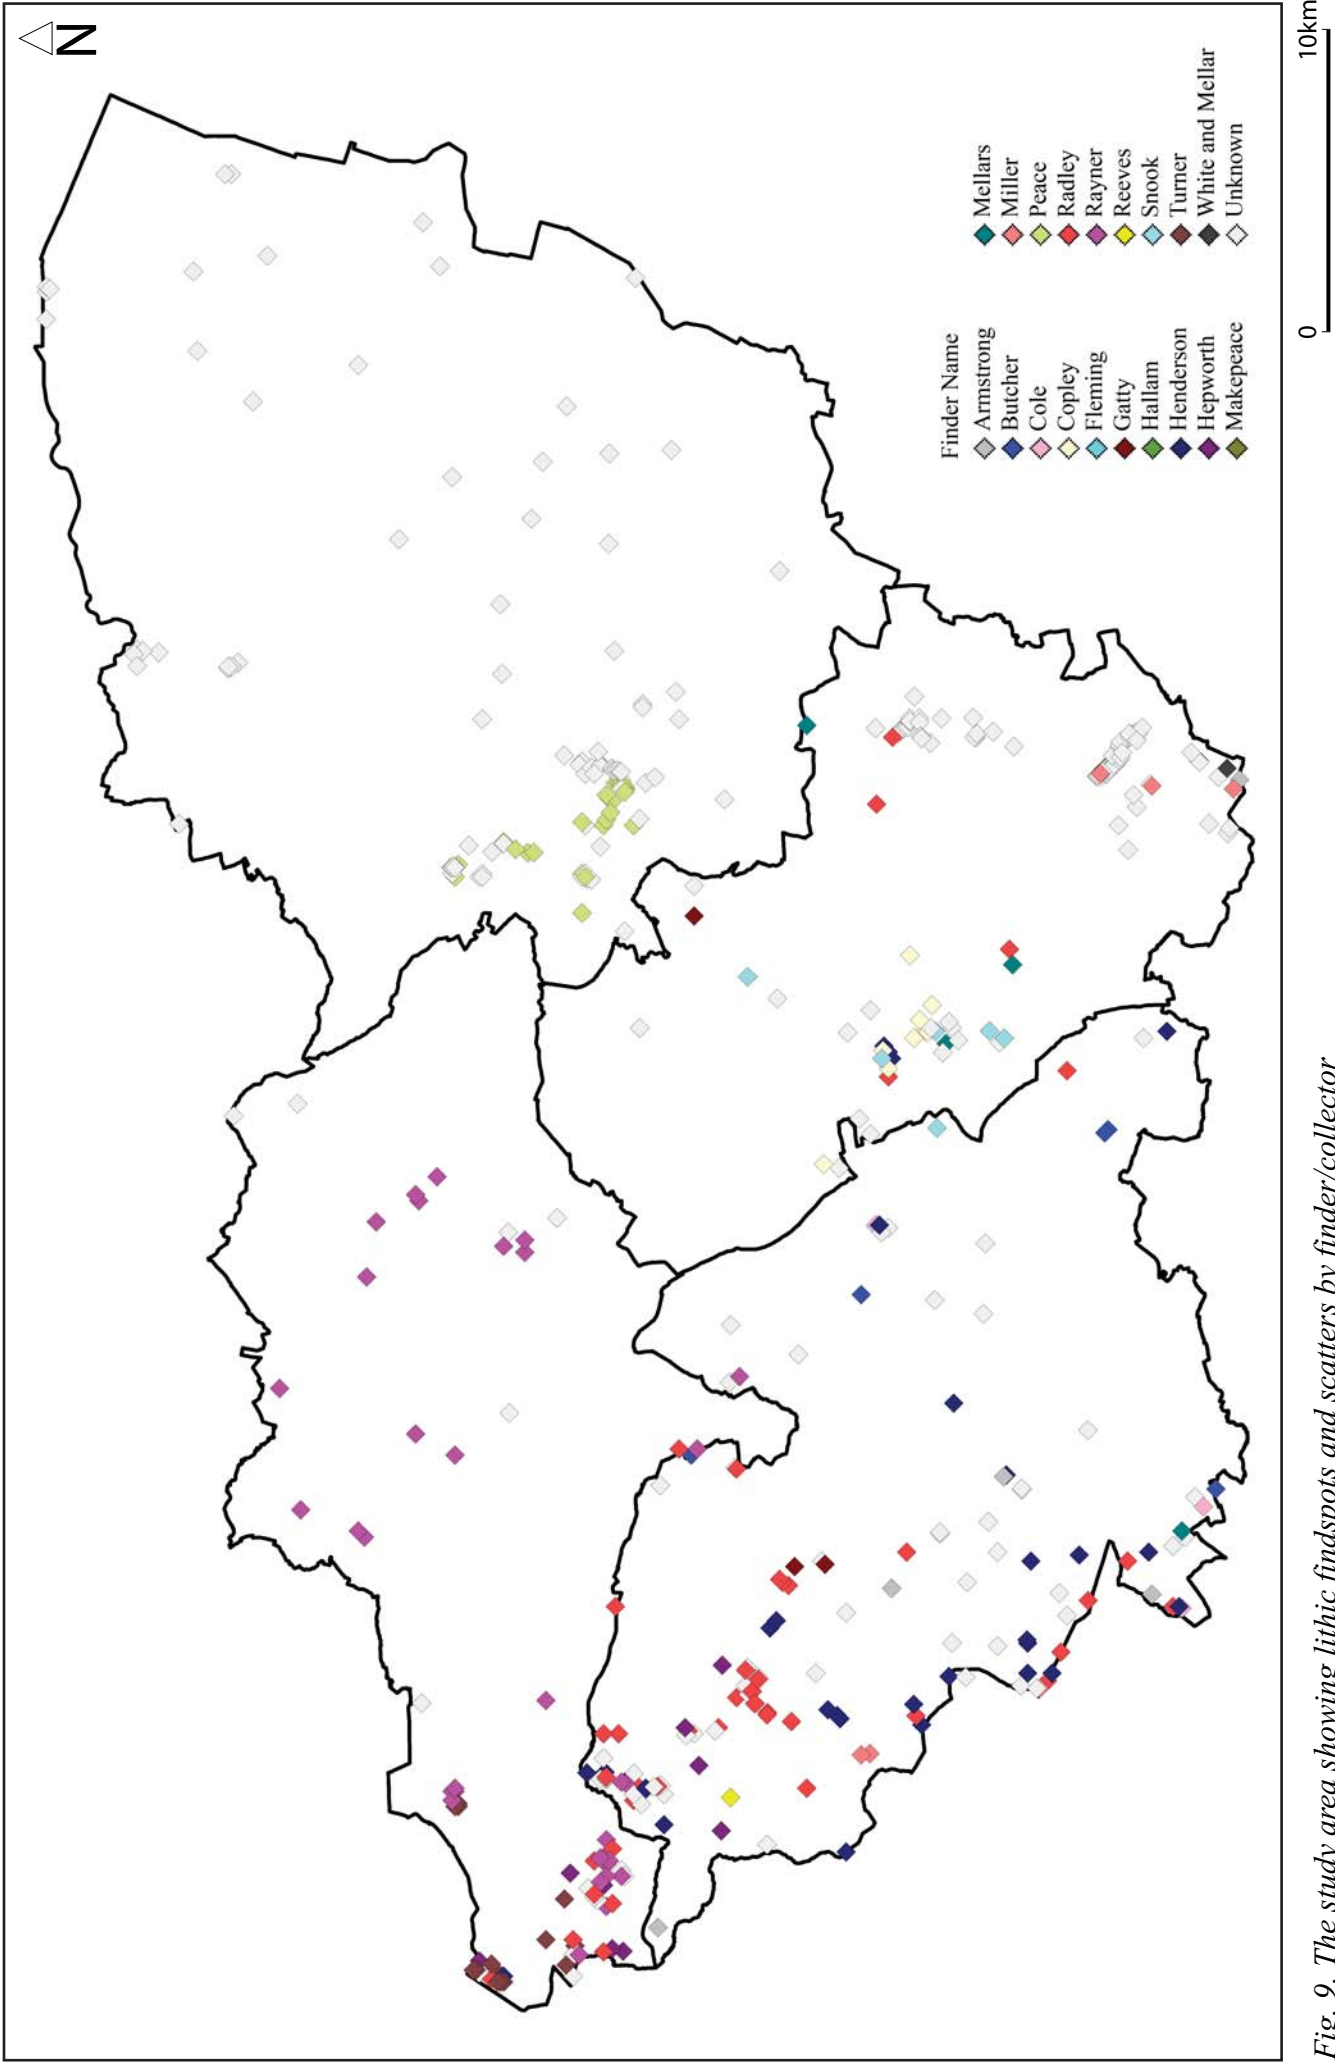 N
Finder Name
Armstrong
Butcher
Cole
Copley
Fleming
Gatty
Hallam
Henderson
Hepworth
Makepeace
Mellars
Miller
Peace
Radley
Rayner
Reeves
Snook
Turner
White and Mellar
Unknown
0 10km
Fig. 9. The study area showing lithic findspots and scatters by finder/collector